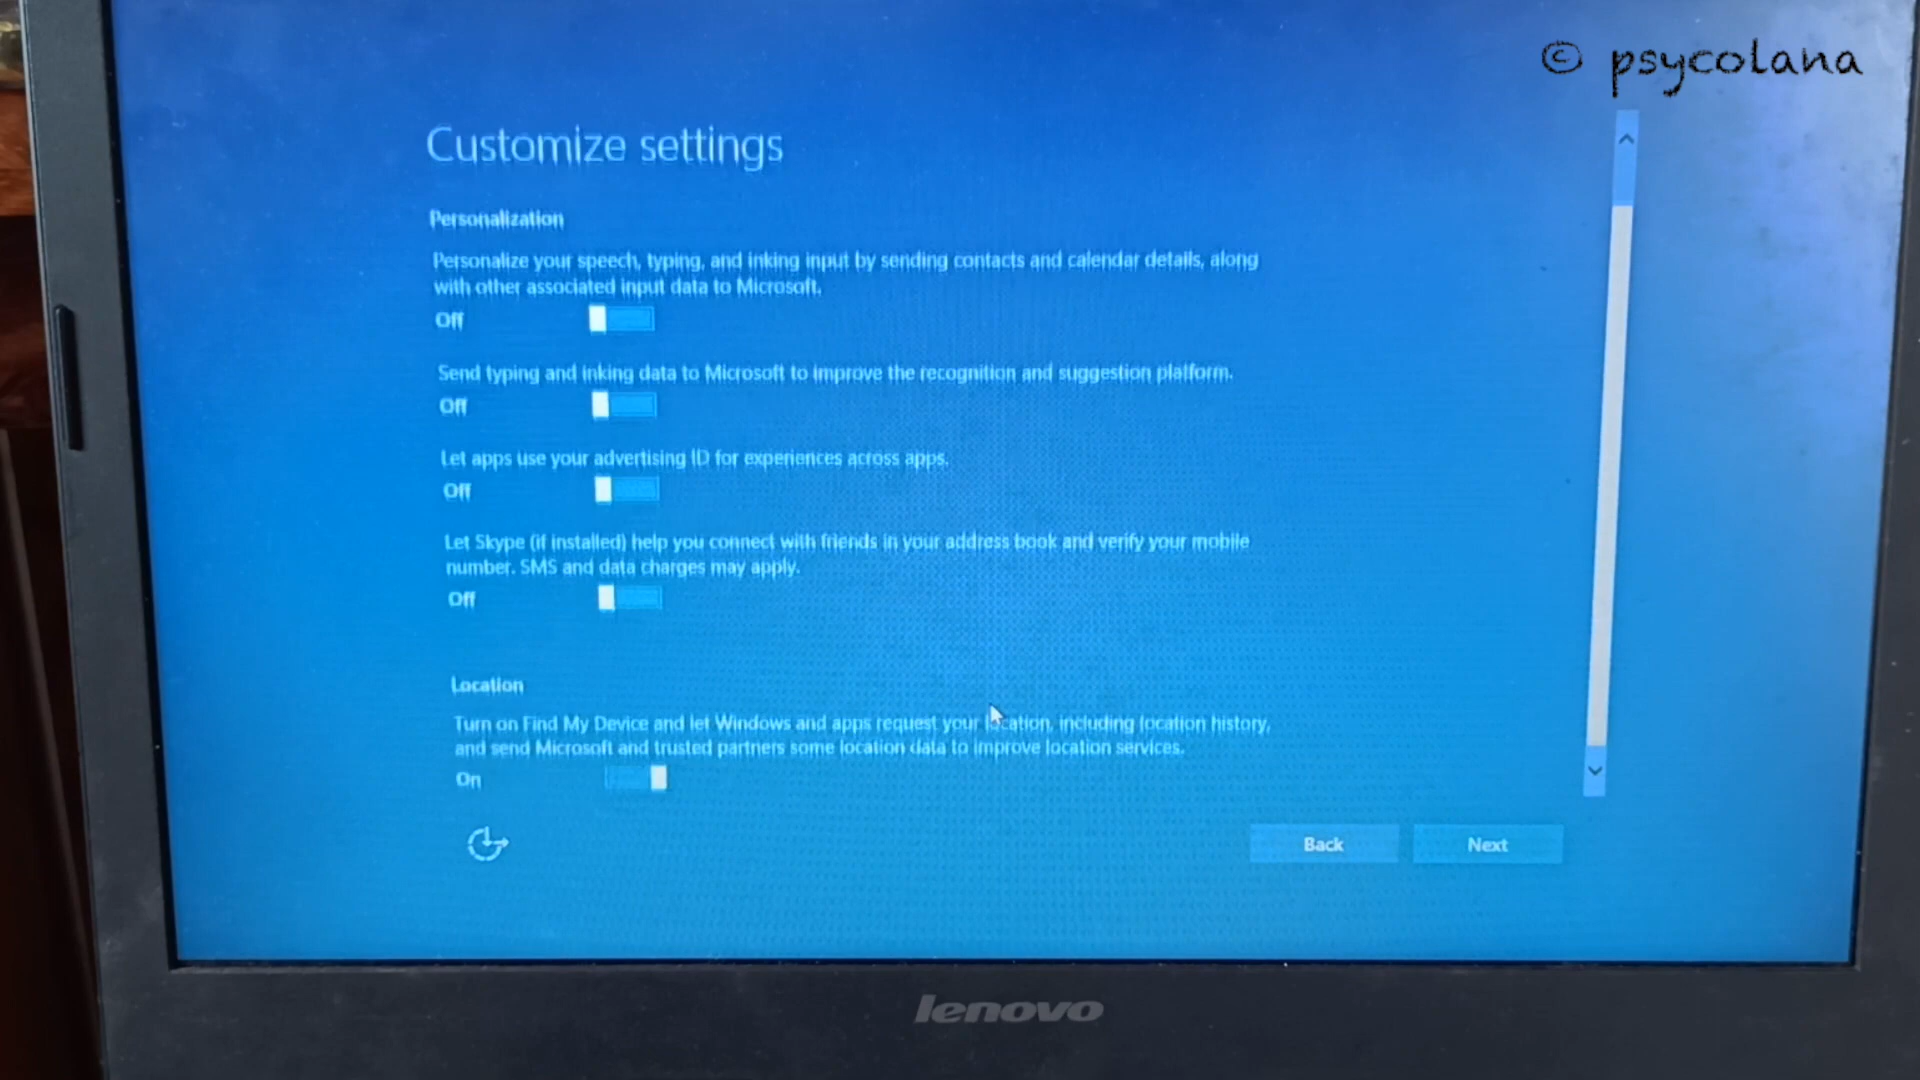 © psycolana
Customize settings
Personalization
Personalize your speech, typing, and inking input by sending contacts and calendar details, along
with other associated input data to Microsoft.
Off
Send typing and inking data to Microsoft to improve the recognition and suggestion platform.
Off
Let apps use your advertising ID for experiences across apps.
Off
Let Skype (if installed) help you connect with friends in your address book and verify your mobile
number. SMS and data charges may apply.
Off
Location
Turn on Find My Device and let Windows and apps request your location, including location history,
and send Microsoft and trusted partners some location data to improve location services.
On
Back
Next
lenovo